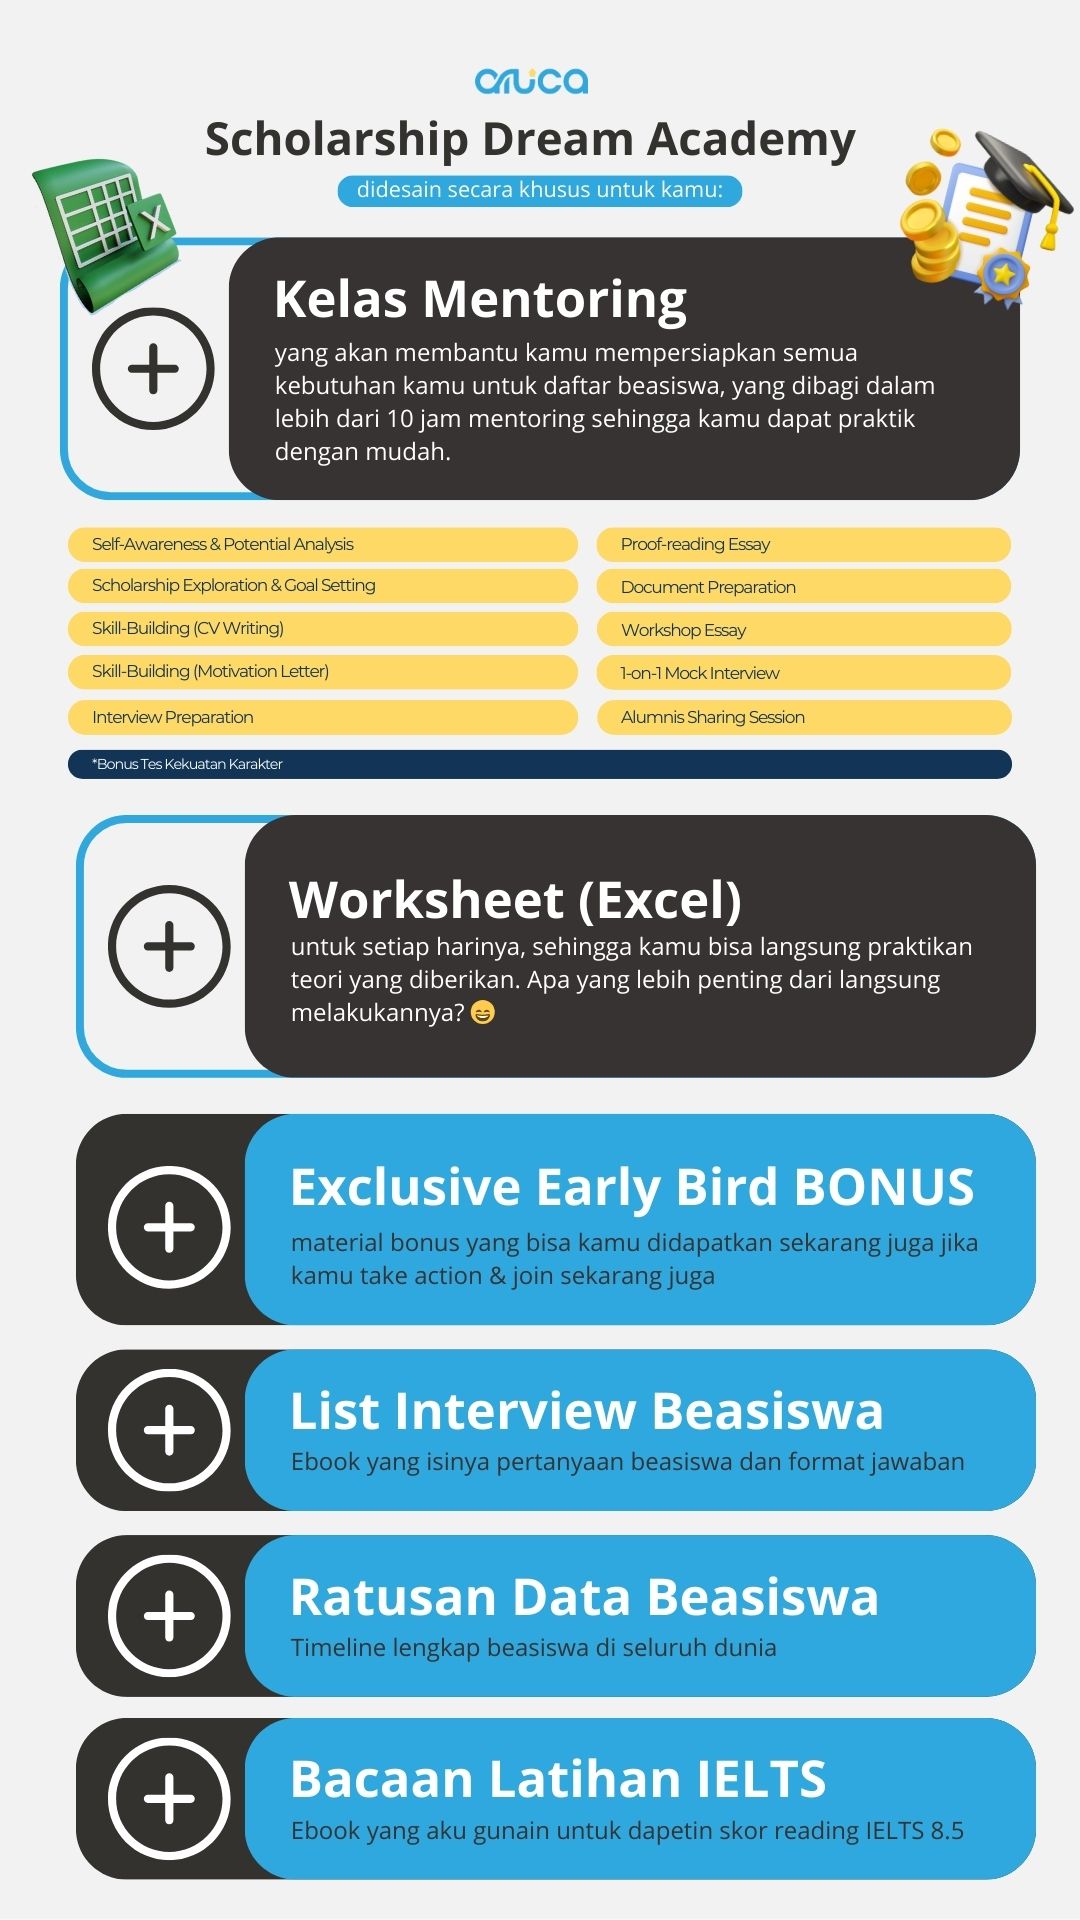 aruca
Scholarship Dream Academy
didesain secara khusus untuk kamu:
Kelas Mentoring
yang akan membantu kamu mempersiapkan semua
kebutuhan kamu untuk daftar beasiswa, yang dibagi dalam
lebih dari 10 jam mentoring sehingga kamu dapat praktik
dengan mudah.
Self-Awareness & Potential Analysis
Scholarship Exploration & Goal Setting
Skill-Building (CV Writing)
Skill-Building (Motivation Letter)
Interview Preparation
Proof-reading Essay
Document Preparation
Workshop Essay
1-on-1 Mock Interview
Alumnis Sharing Session
*Bonus Tes Kekuatan Karakter
Worksheet (Excel)
untuk setiap harinya, sehingga kamu bisa langsung praktikan
teori yang diberikan. Apa yang lebih penting dari langsung
melakukannya? 😄
Exclusive Early Bird BONUS
material bonus yang bisa kamu didapatkan sekarang juga jika
kamu take action & join sekarang juga
List Interview Beasiswa
Ebook yang isinya pertanyaan beasiswa dan format jawaban
Ratusan Data Beasiswa
Timeline lengkap beasiswa di seluruh dunia
Bacaan Latihan IELTS
Ebook yang aku gunain untuk dapetin skor reading IELTS 8.5